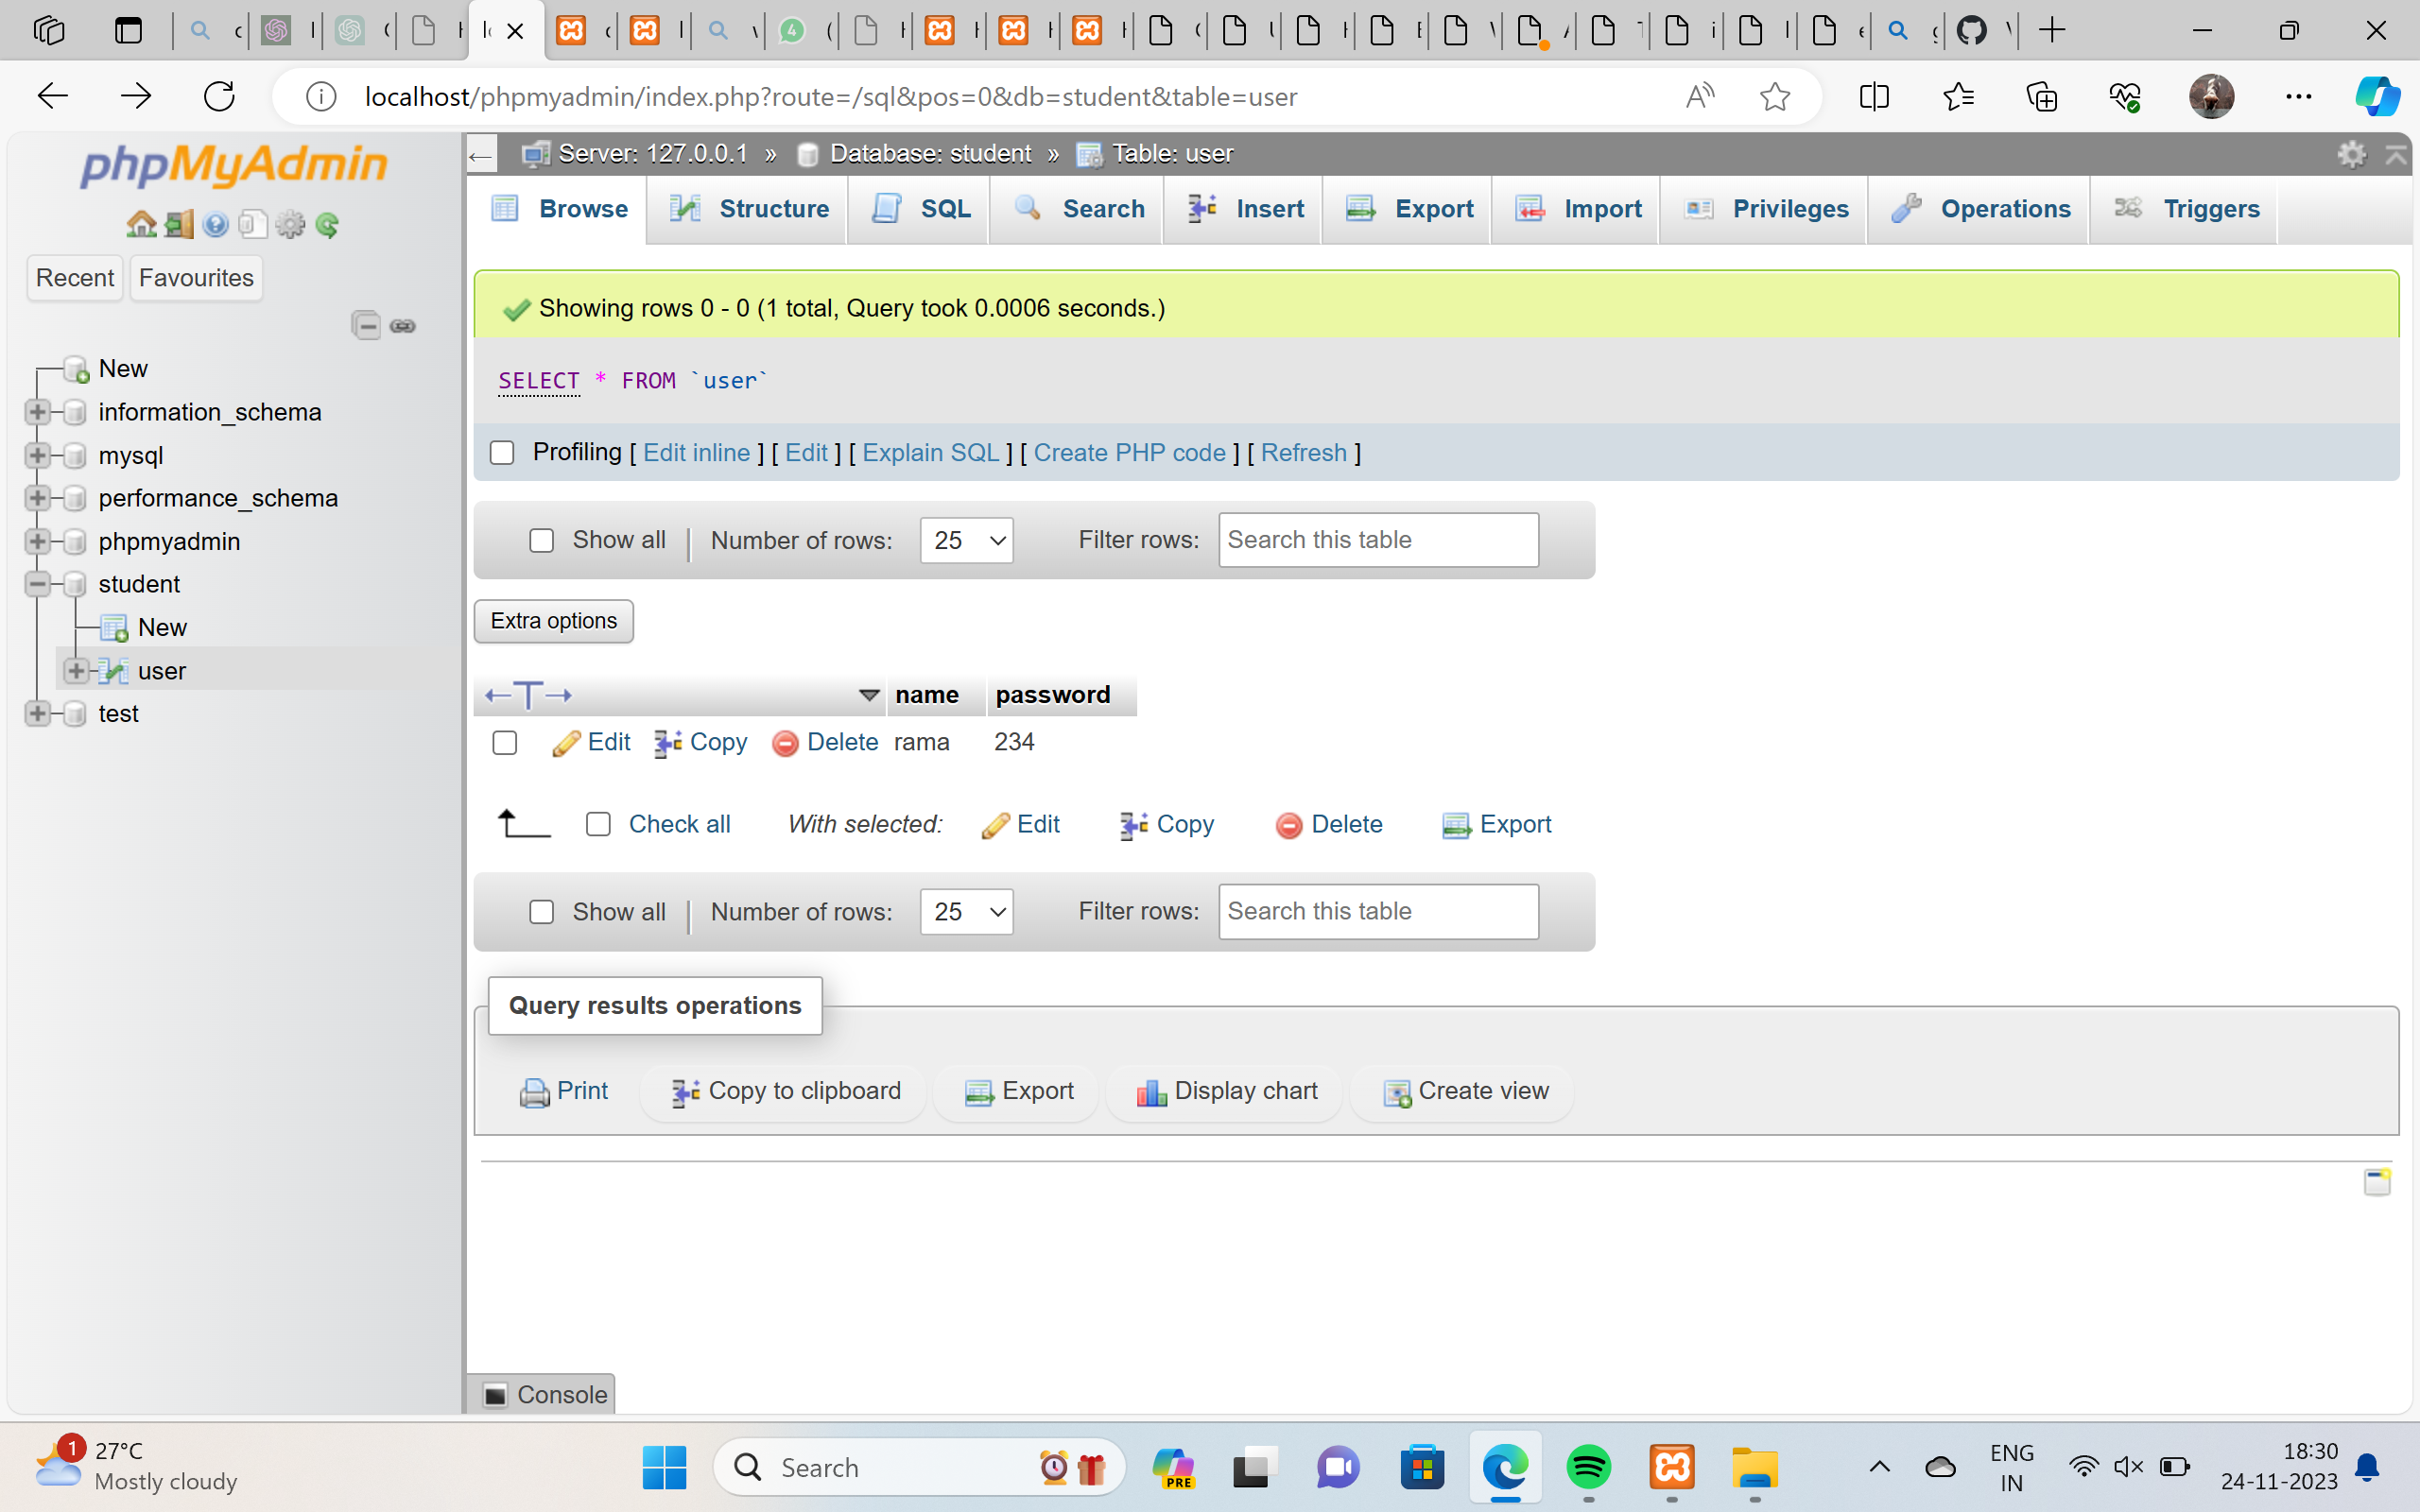 4
localhost/phpmyadmin/index.php?route=/sql&pos=0&db=student&table=user
phpMyAdmin
Recent Favourites
New
information_schema
mysql
performance_schema
phpmyadmin
student
New
user
test
Server: 127.0.0.1 » Database: student » Table: user
Browse Structure SQL Search Insert Export Import Privileges Operations Triggers
Showing rows 0 - 0 (1 total, Query took 0.0006 seconds.)
SELECT * FROM `user`
Profiling [ Edit inline ] [ Edit ] [ Explain SQL ] [ Create PHP code ] [ Refresh ]
Show all | Number of rows: 25 Filter rows: Search this table
Extra options
←T→ name password
Edit Copy Delete rama 234
Check all With selected: Edit Copy Delete Export
Show all | Number of rows: 25 Filter rows: Search this table
Query results operations
Print Copy to clipboard Export Display chart Create view
Console
1 27°C
Mostly cloudy
Search
PRE
ENG
IN
18:30
24-11-2023